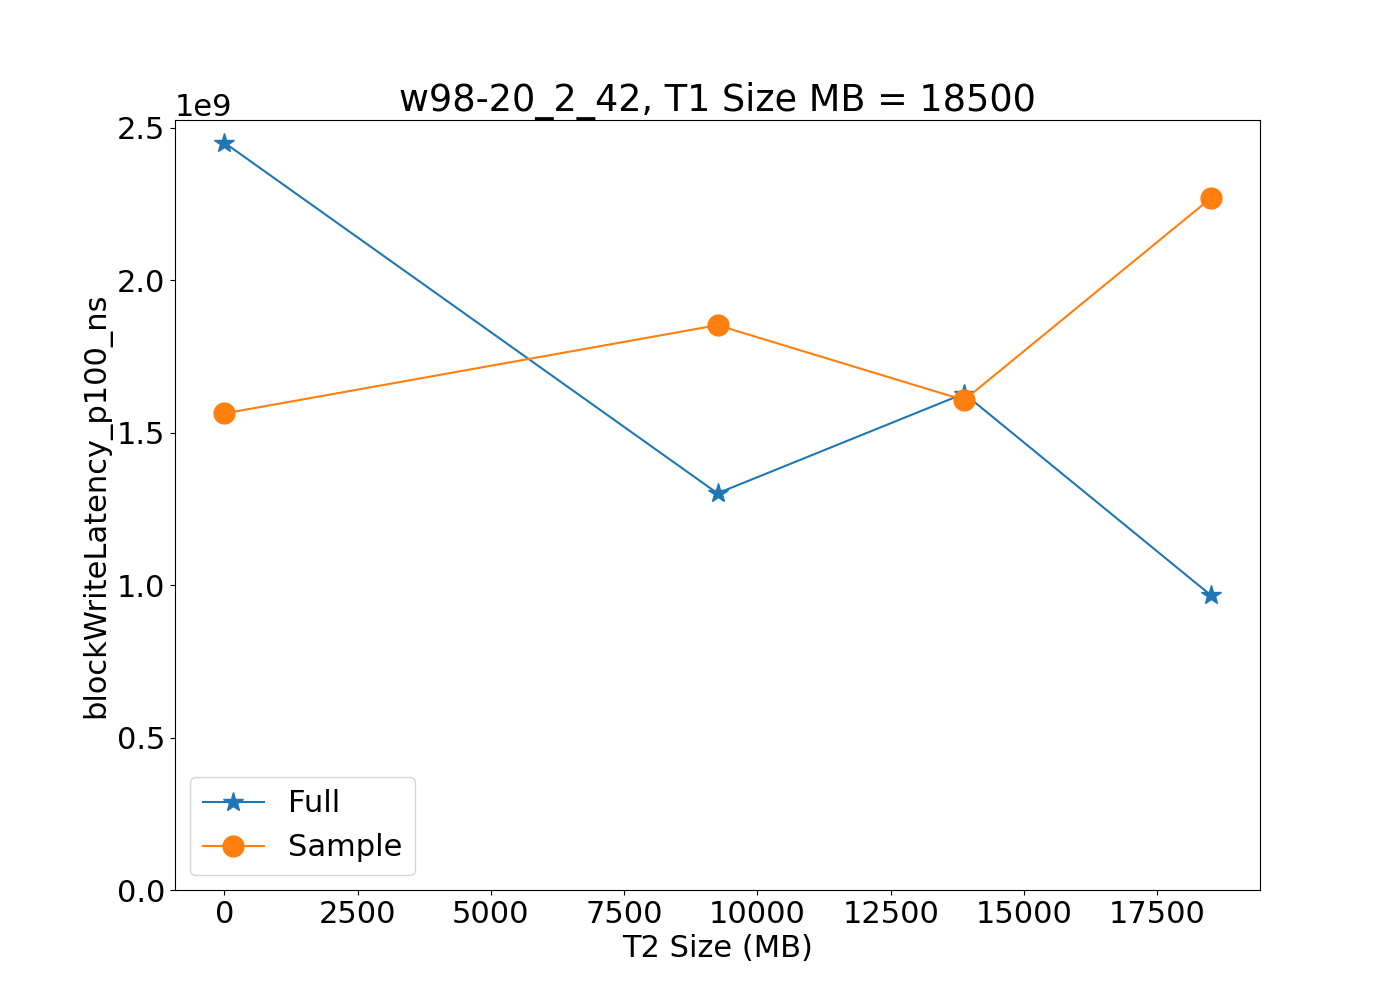 w98-20_2_42, T1 Size MB = 18500
1e9
2.5
2.0
1.5
1.0
0.5
0.0
blockWriteLatency_p100_ns
Full
Sample
0 2500 5000 7500 10000 12500 15000 17500
T2 Size (MB)